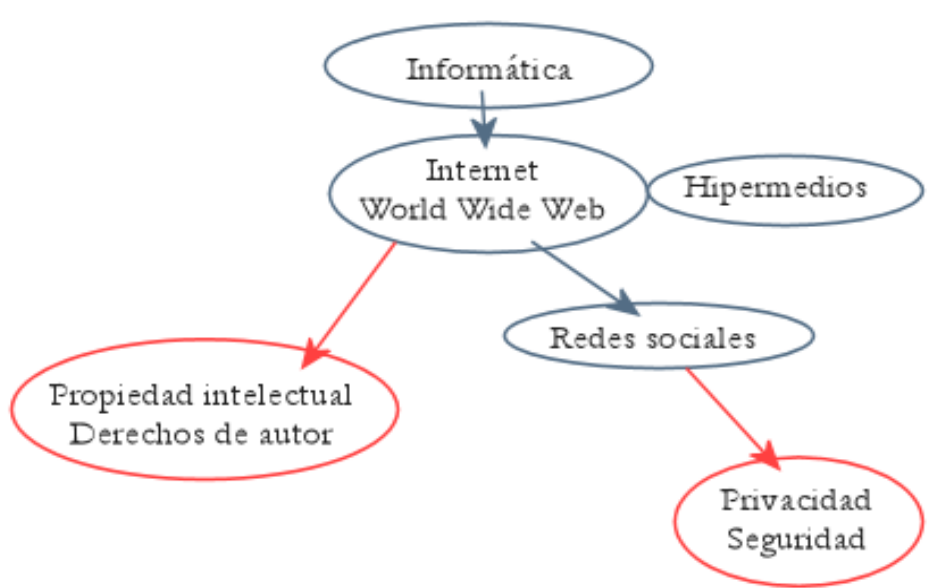 Informática
Internet
World Wide Web
Hipermedios
Redes sociales
Propiedad intelectual
Derechos de autor
Privacidad
Seguridad